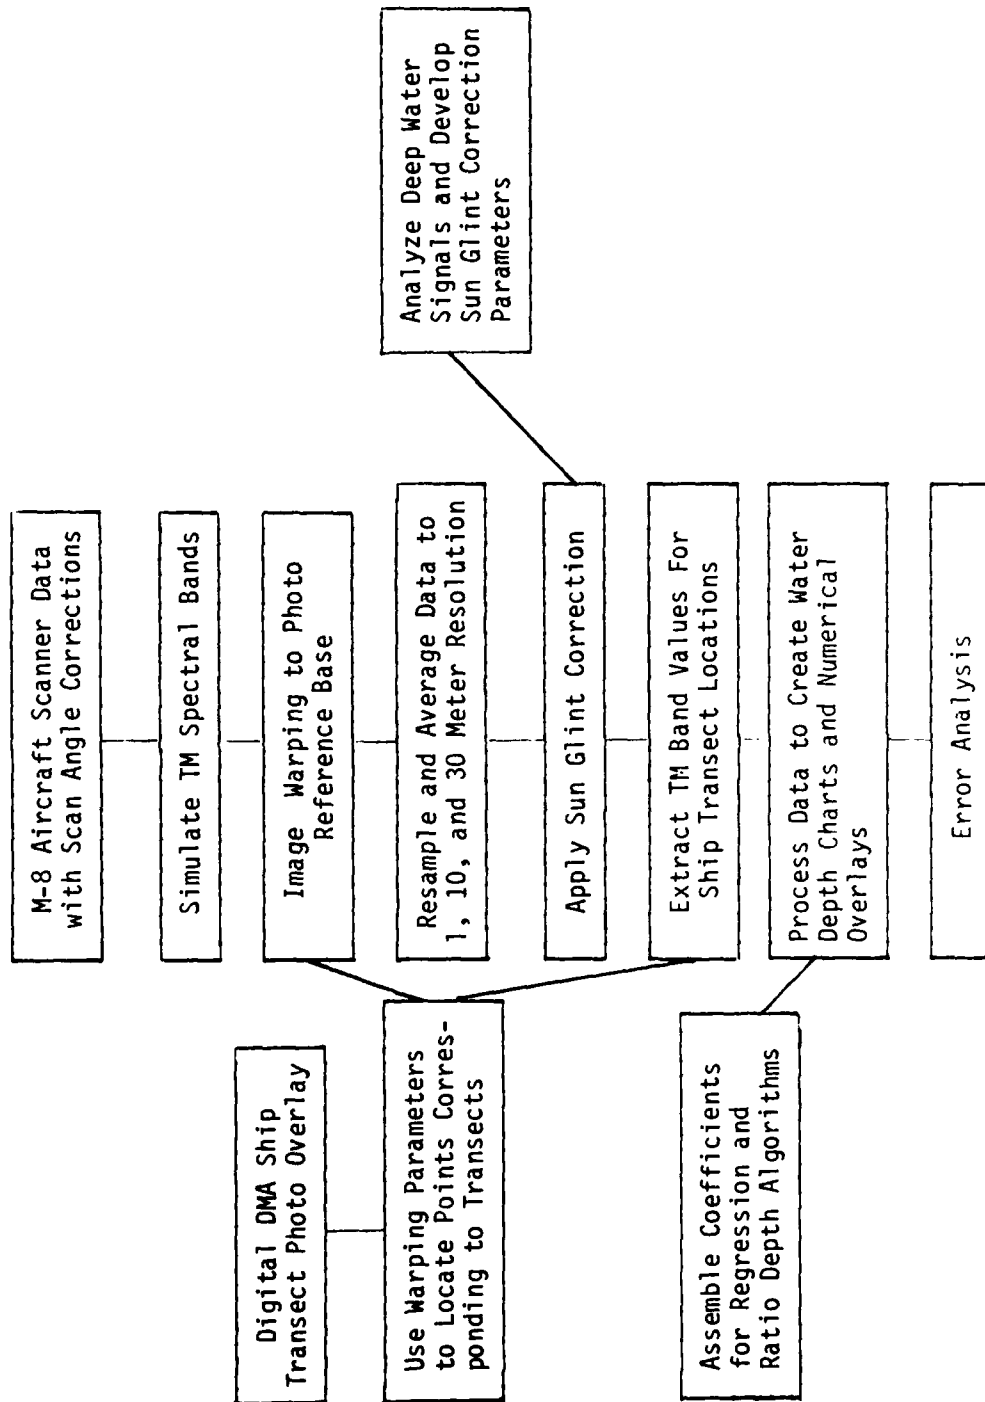 M-8 Aircraft Scanner Data
with Scan Angle Corrections
Simulate TM Spectral Bands
Image Warping to Photo
Reference Base
Resample and Average Data to
1, 10, and 30 Meter Resolution
Apply Sun Glint Correction
Extract TM Band Values For
Ship Transect Locations
Process Data to Create Water
Depth Charts and Numerical
Overlays
Error Analysis
Digital DMA Ship
Transect Photo Overlay
Use Warping Parameters
to Locate Points Corres-
ponding to Transects
Assemble Coefficients
for Regression and
Ratio Depth Algorithms
Analyze Deep Water
Signals and Develop
Sun Glint Correction
Parameters